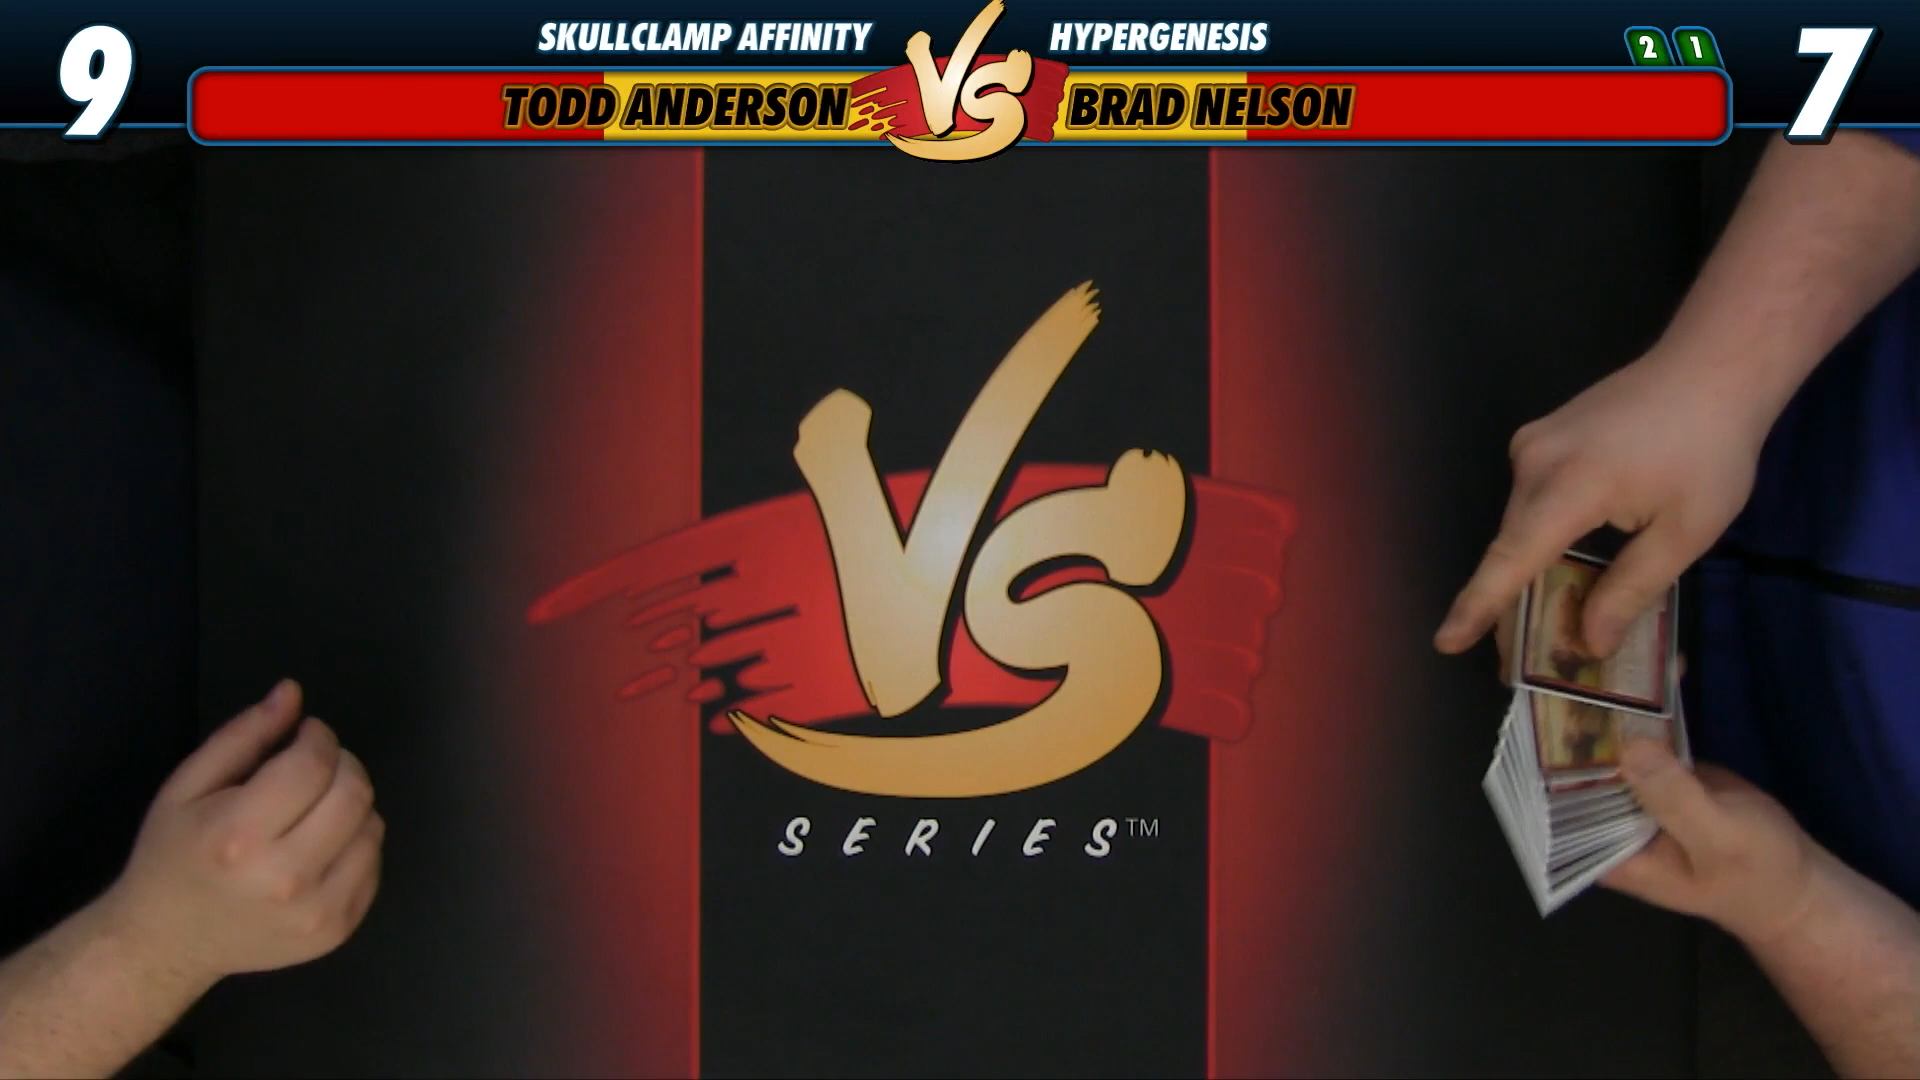 9
SKULLCLAMP AFFINITY
VS
HYPERGENESIS
2 1
7
TODD ANDERSON
BRAD NELSON
VS
SERIES™